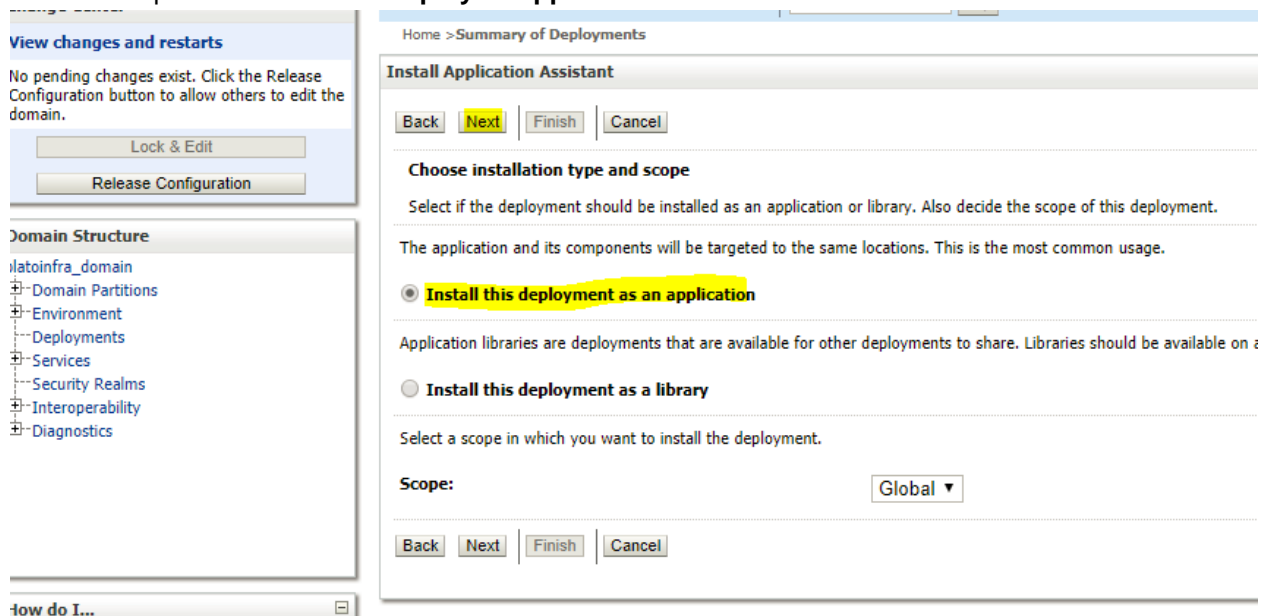 View changes and restarts
No pending changes exist. Click the Release
Configuration button to allow others to edit the
domain.
Lock & Edit
Release Configuration
Domain Structure
platoinfra_domain
Domain Partitions
Environment
Deployments
Services
Security Realms
Interoperability
Diagnostics
How do I...
Home >Summary of Deployments
Install Application Assistant
Back Next Finish Cancel
Choose installation type and scope
Select if the deployment should be installed as an application or library. Also decide the scope of this deployment.
The application and its components will be targeted to the same locations. This is the most common usage.
Install this deployment as an application
Application libraries are deployments that are available for other deployments to share. Libraries should be available on
Install this deployment as a library
Select a scope in which you want to install the deployment.
Scope:
Global
Back Next Finish Cancel